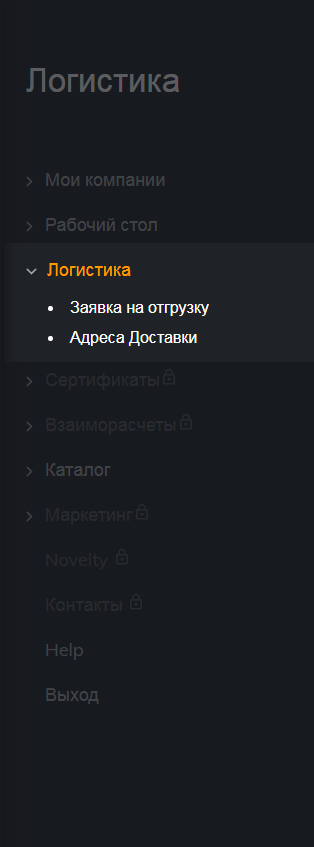 Логистика
Мои компании
Рабочий стол
Логистика
Заявка на отгрузку
Адреса Доставки
Сертификаты
Взаиморасчеты
Каталог
Маркетинг
Novelty
Контакты
Help
Выход